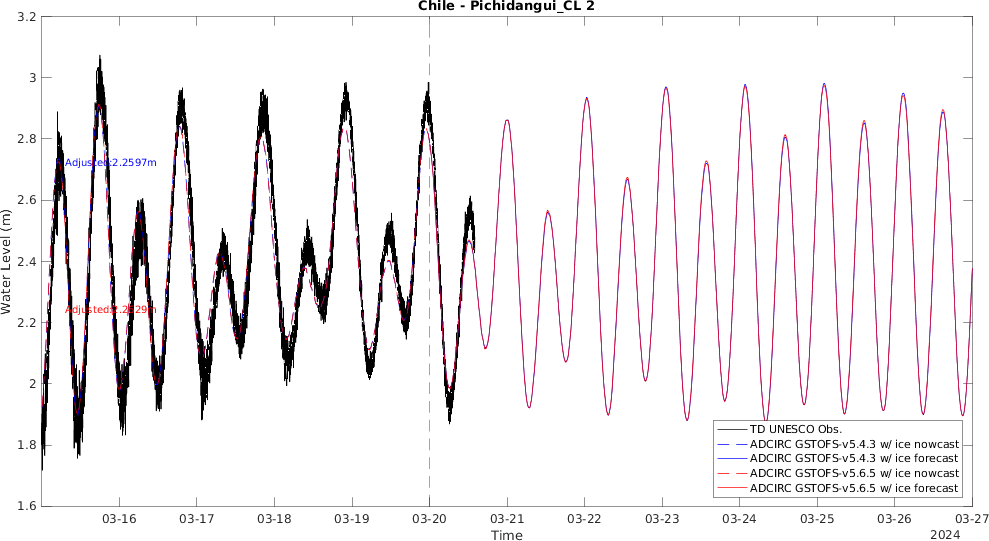 Chile - Pichidangui_CL 2
3.2
3
2.8
2.6
2.4
2.2
2
1.8
1.6
Water Level (m)
Adjusted:2.2597m
TD UNESCO Obs.
ADCIRC GSTOFS-v5.4.3 w/ ice nowcast
ADCIRC GSTOFS-v5.4.3 w/ ice forecast
ADCIRC GSTOFS-v5.6.5 w/ ice nowcast
ADCIRC GSTOFS-v5.6.5 w/ ice forecast
03-16 03-17 03-18 03-19 03-20 03-21 03-22 03-23 03-24 03-25 03-26 03-27
Time
2024